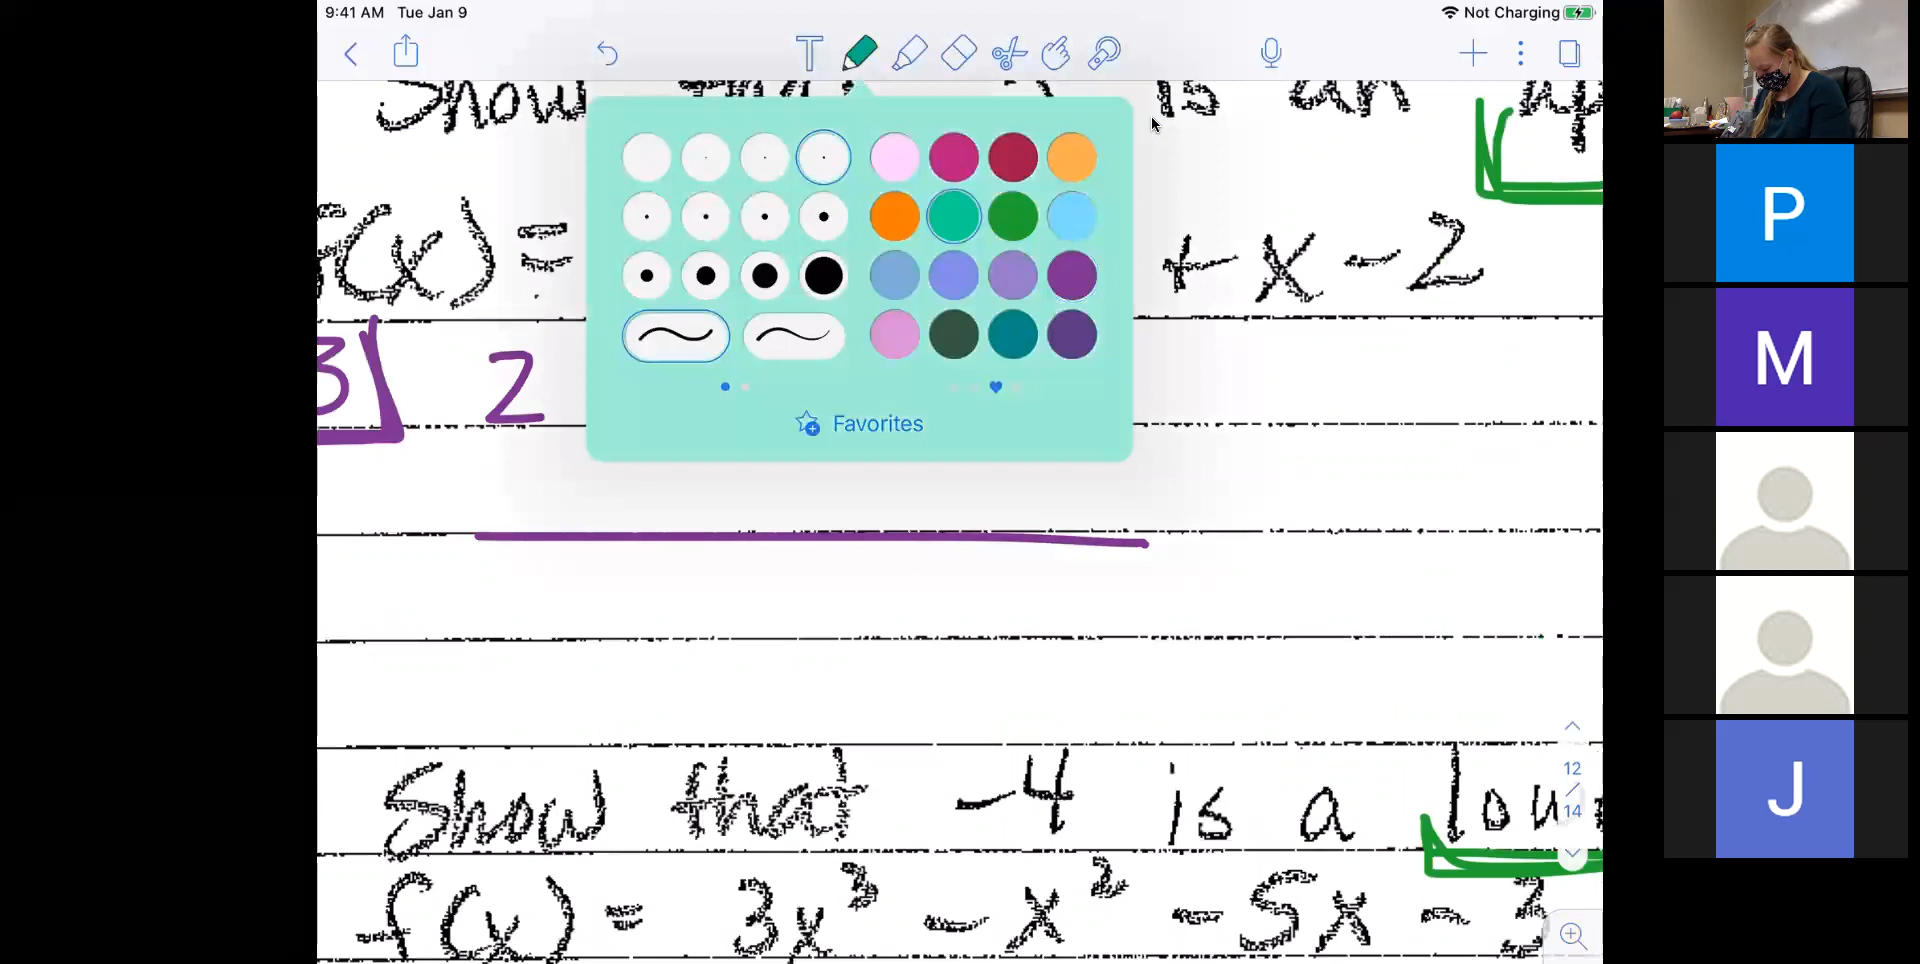 9:41 AM Tue Jan 9
Not Charging
T
Show is an
f(x) = + x - 2
3 2
Favorites
P
M
J
12
14
Show that -4 is a
f(x) = 3x³ - x² - 5x - 3